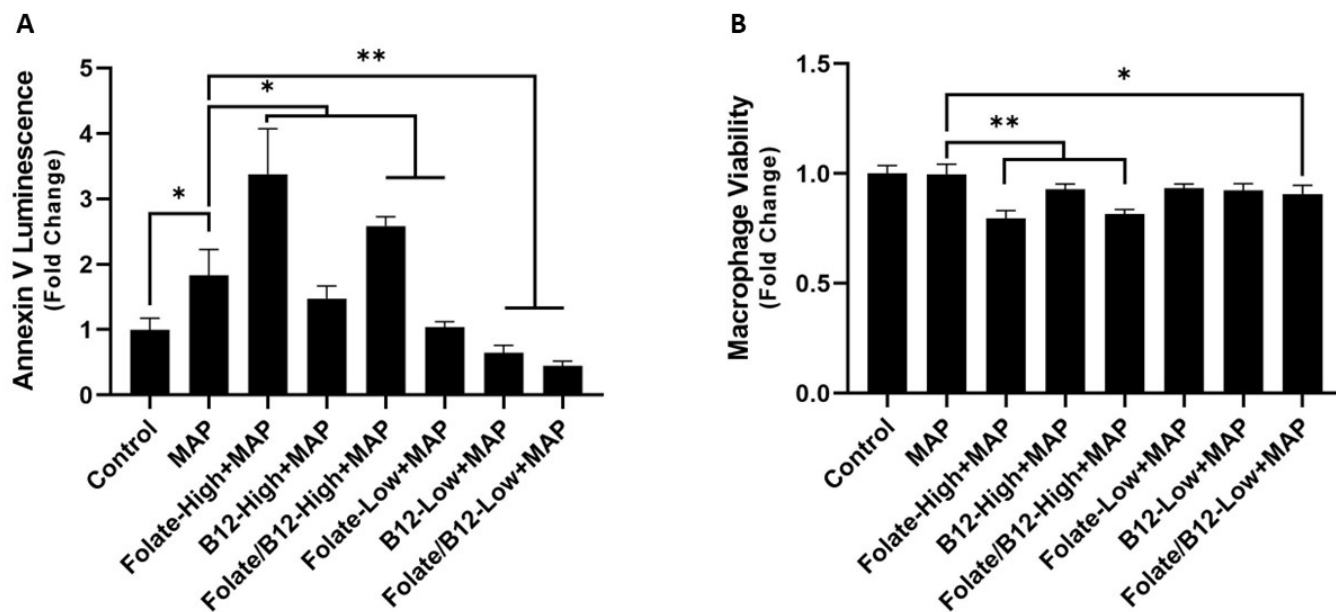 A
Annexin V Luminescence
(Fold Change)
5
4
3
2
1
0
*
*
**
Control
MAP
Folate-High+MAP
B12-High+MAP
Folate/B12-High+MAP
Folate-Low+MAP
B12-Low+MAP
Folate/B12-Low+MAP
B
Macrophage Viability
(Fold Change)
1.5
1.0
0.5
0.0
**
*
Control
MAP
Folate-High+MAP
B12-High+MAP
Folate/B12-High+MAP
Folate-Low+MAP
B12-Low+MAP
Folate/B12-Low+MAP